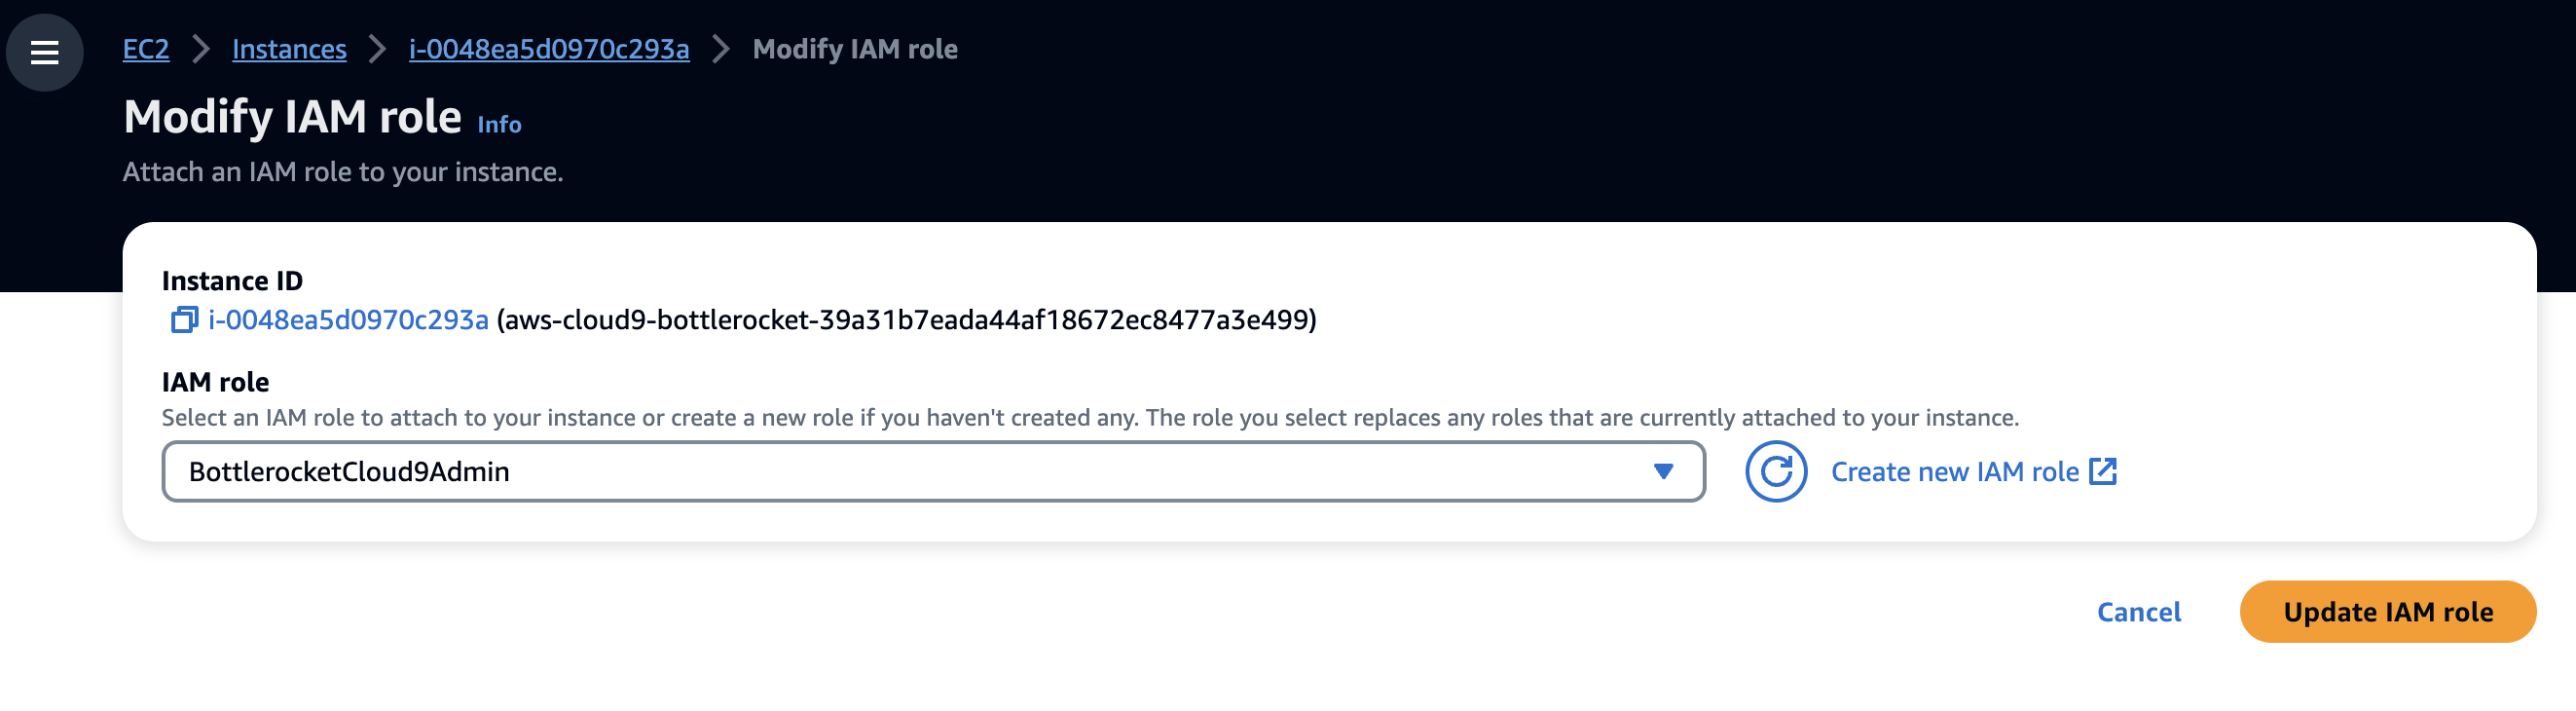 EC2 > Instances > i-0048ea5d0970c293a > Modify IAM role
Modify IAM role Info
Attach an IAM role to your instance.
Instance ID
i-0048ea5d0970c293a (aws-cloud9-bottlerocket-39a31b7eada44af18672ec8477a3e499)
IAM role
Select an IAM role to attach to your instance or create a new role if you haven't created any. The role you select replaces any roles that are currently attached to your instance.
BottlerocketCloud9Admin
Create new IAM role
Cancel
Update IAM role